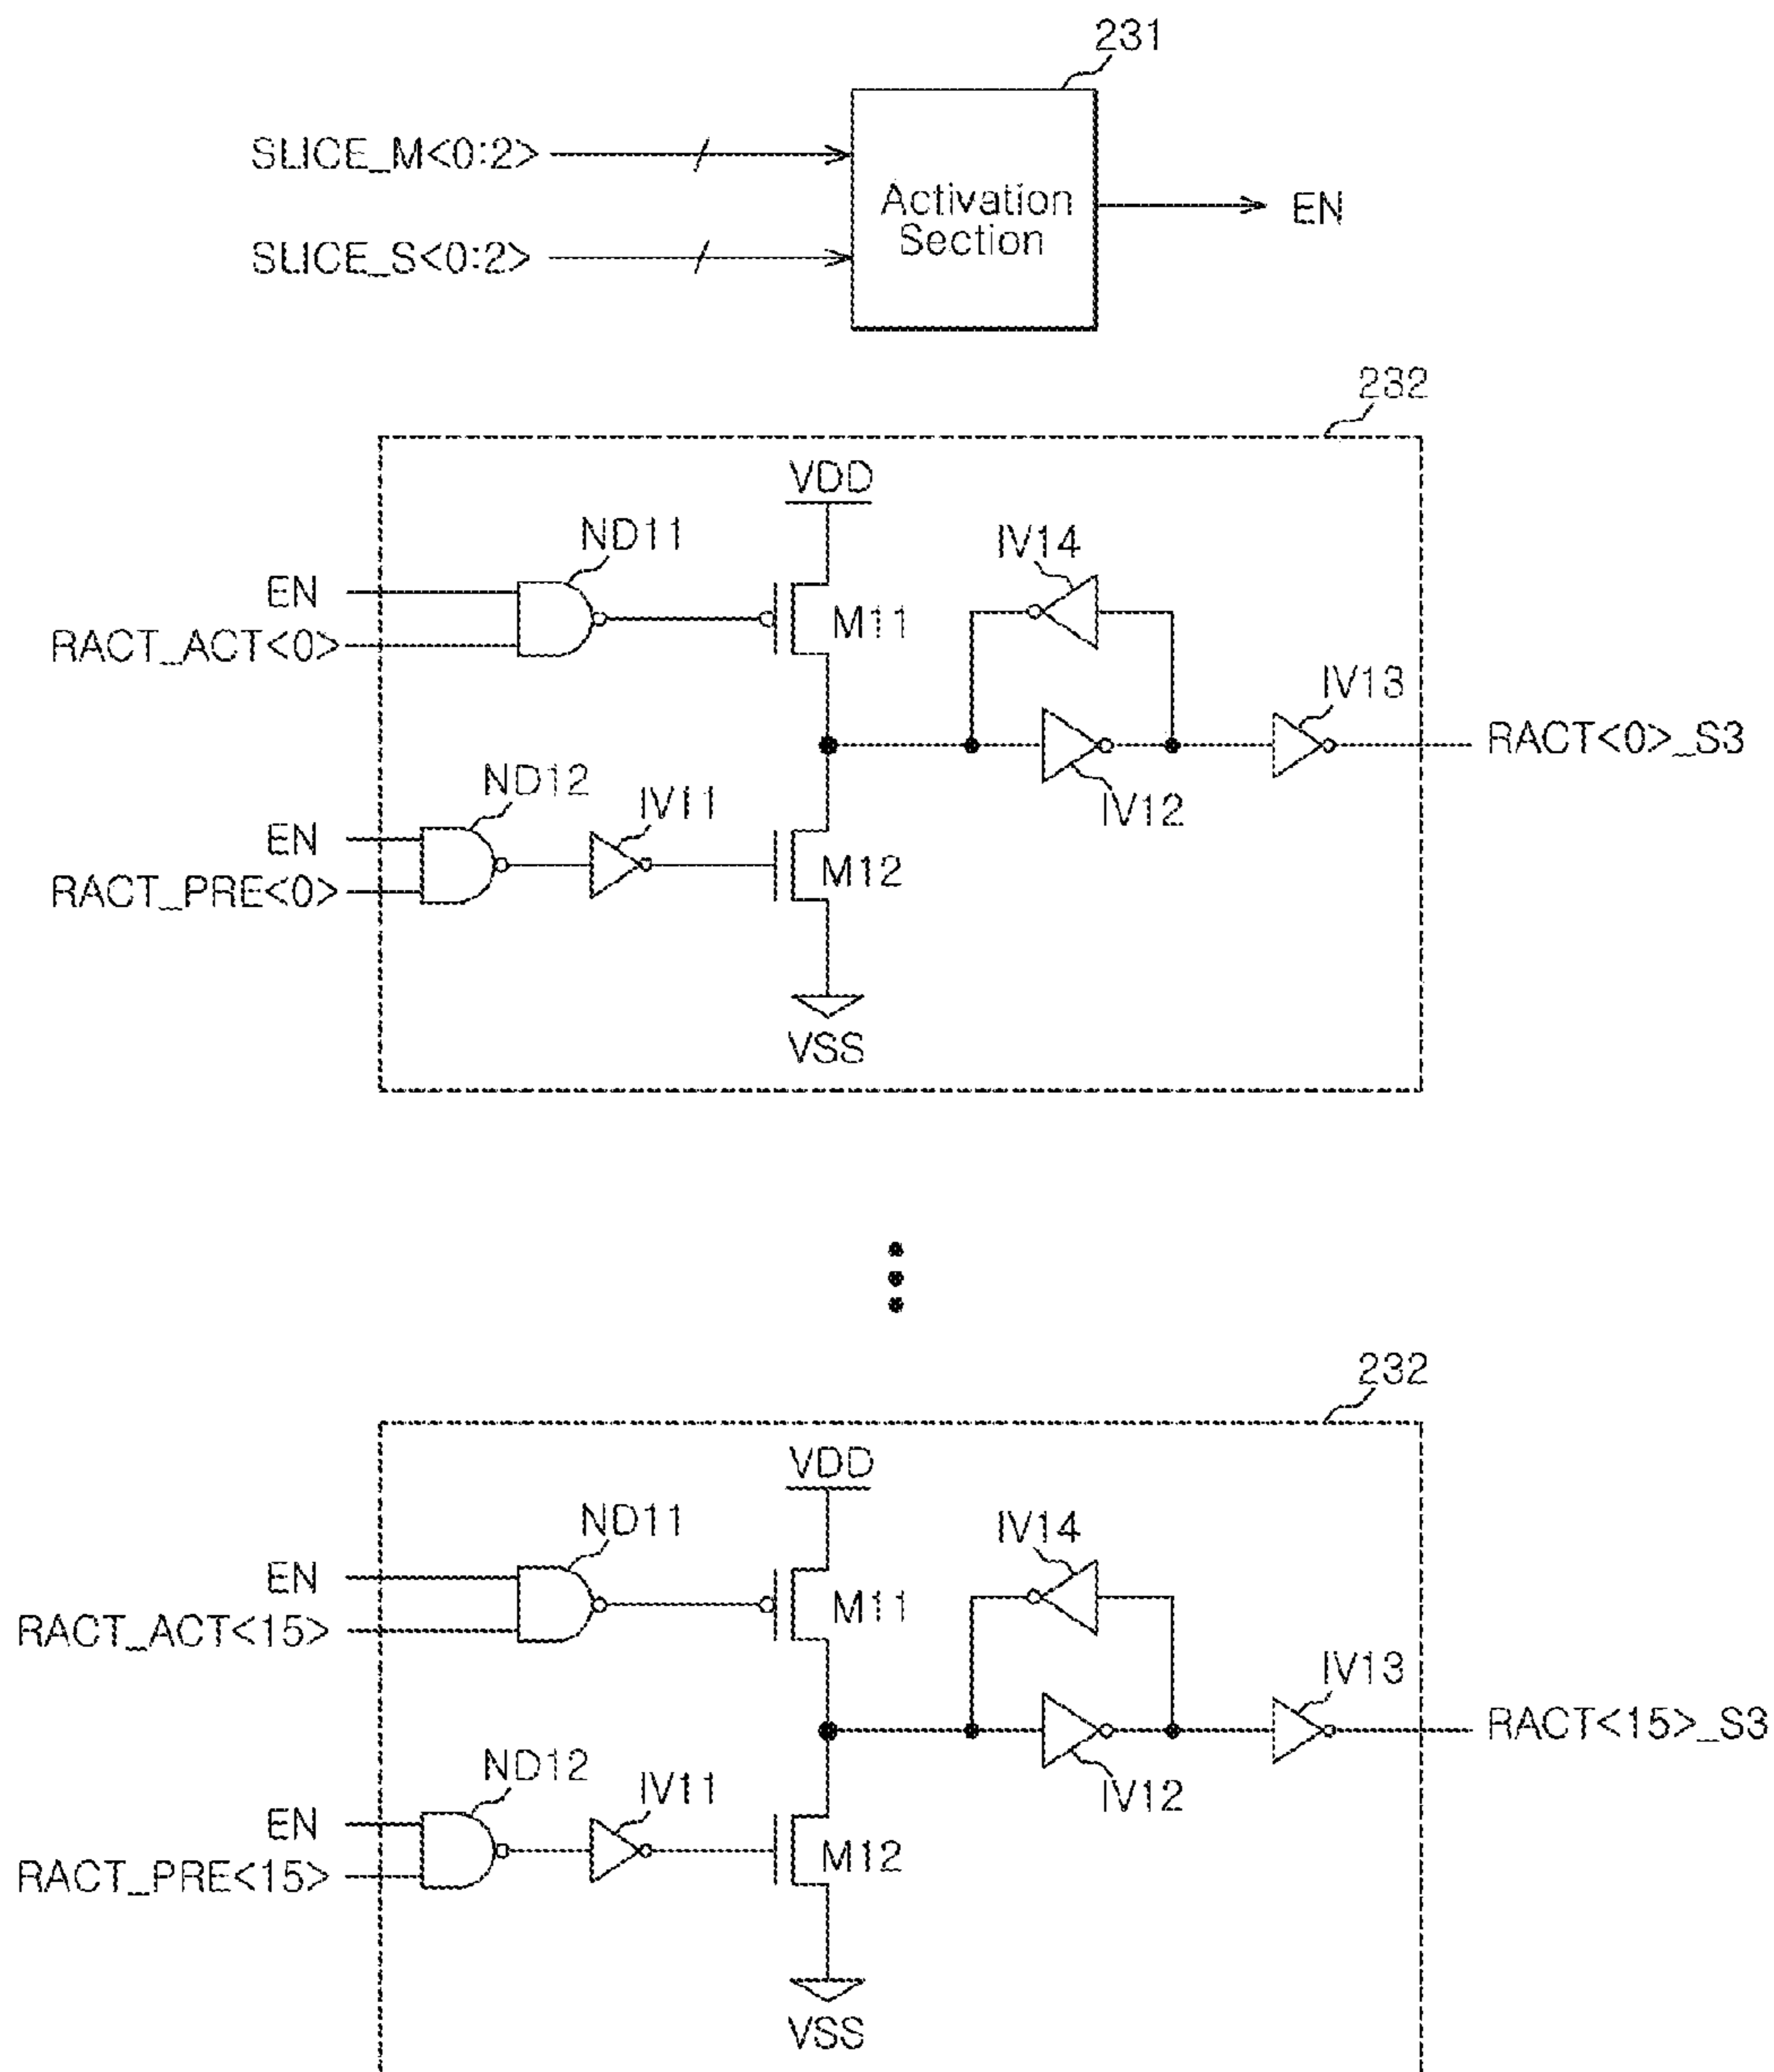 231
SLICE_M<0:2>
SLICE_S<0:2>
Activation
Section
EN
232
VDD
ND11
IV14
EN
M11
RACT_ACT<0>
IV13
RACT<0>_S3
ND12
IV11
IV12
EN
M12
RACT_PRE<0>
VSS
232
VDD
ND11
IV14
EN
M11
RACT_ACT<15>
IV13
RACT<15>_S3
ND12
IV11
IV12
EN
M12
RACT_PRE<15>
VSS